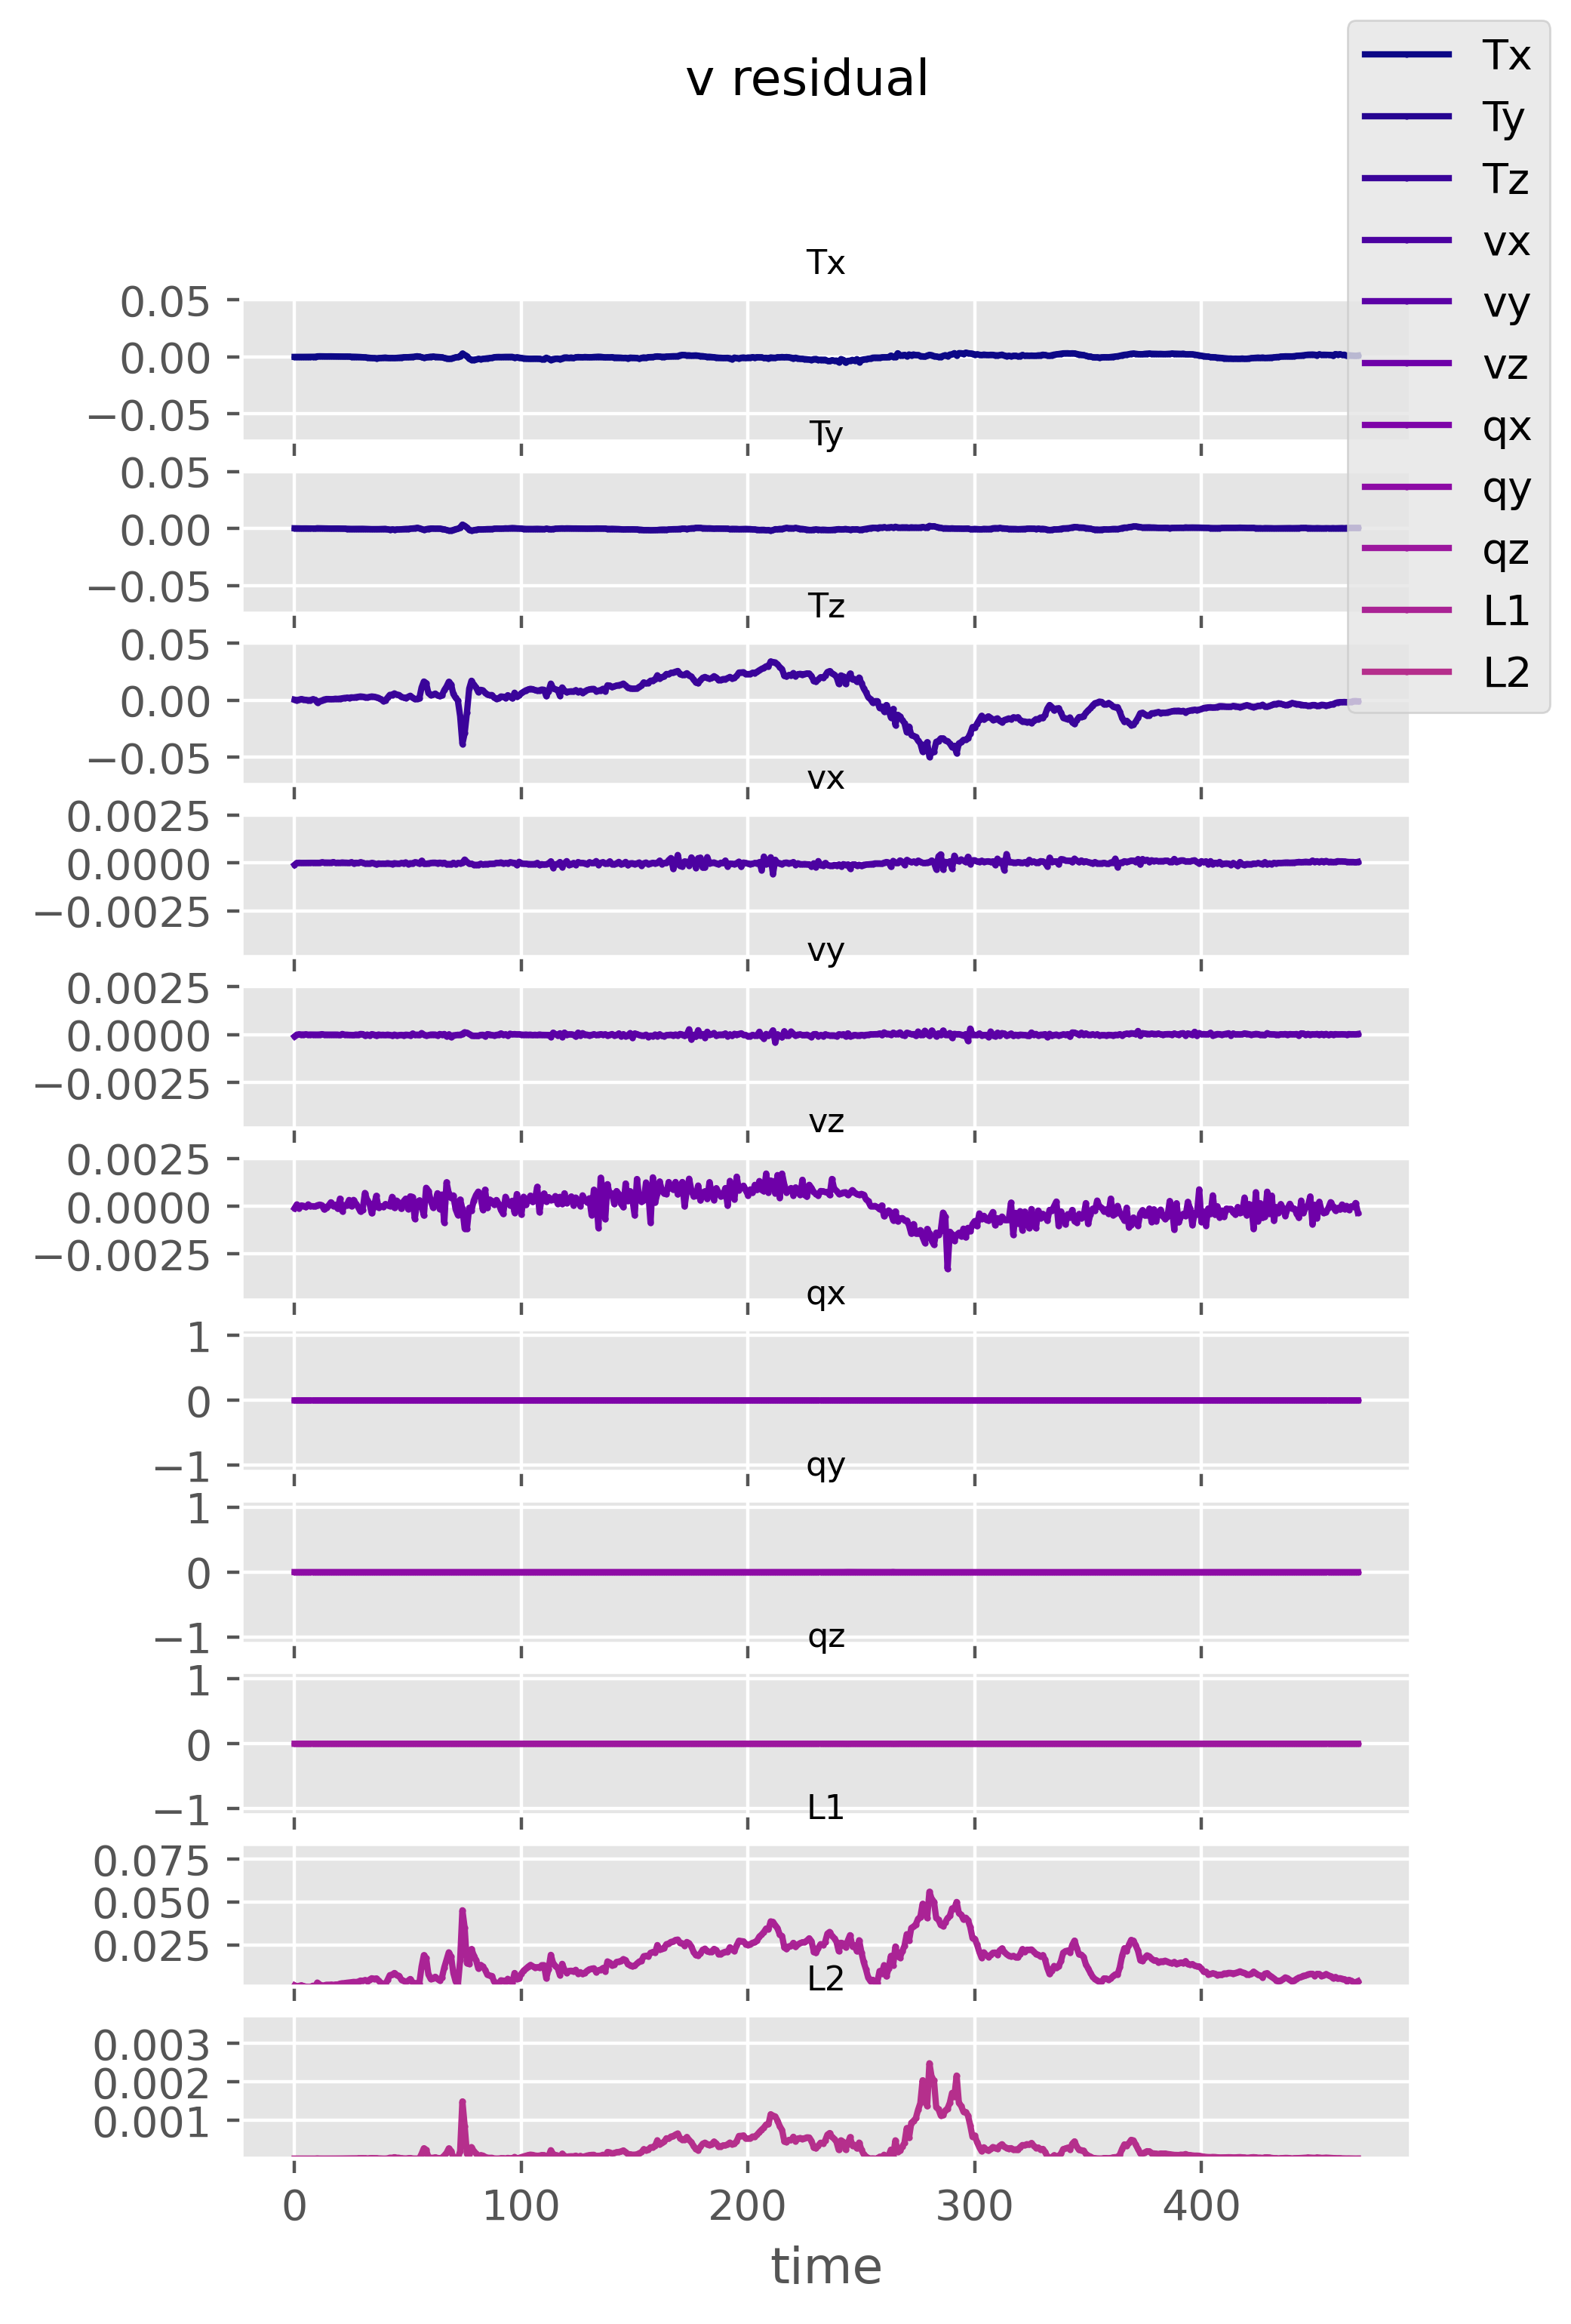 v residual
Tx
Ty
Tz
vx
vy
vz
qx
qy
qz
L1
L2
Tx
0.05
0.00
−0.05
Ty
0.05
0.00
−0.05
Tz
0.05
0.00
−0.05
vx
0.0025
0.0000
−0.0025
vy
0.0025
0.0000
−0.0025
vz
0.0025
0.0000
−0.0025
qx
1
0
−1
qy
1
0
−1
qz
1
0
−1
L1
0.075
0.050
0.025
L2
0.003
0.002
0.001
0 100 200 300 400
time